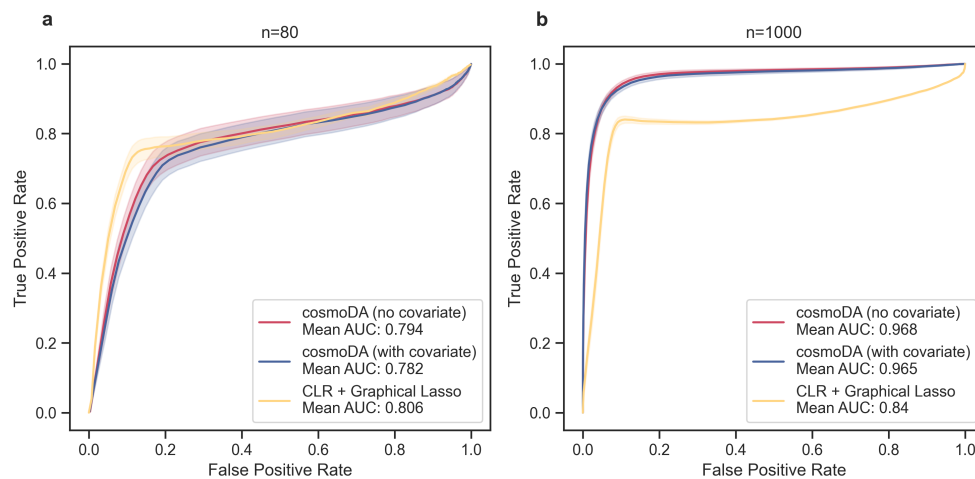 a
n=80
True Positive Rate
1.0
0.8
0.6
0.4
0.2
0.0
cosmoDA (no covariate)
Mean AUC: 0.794
cosmoDA (with covariate)
Mean AUC: 0.782
CLR + Graphical Lasso
Mean AUC: 0.806
0.0 0.2 0.4 0.6 0.8 1.0
False Positive Rate
b
n=1000
True Positive Rate
1.0
0.8
0.6
0.4
0.2
0.0
cosmoDA (no covariate)
Mean AUC: 0.968
cosmoDA (with covariate)
Mean AUC: 0.965
CLR + Graphical Lasso
Mean AUC: 0.84
0.0 0.2 0.4 0.6 0.8 1.0
False Positive Rate